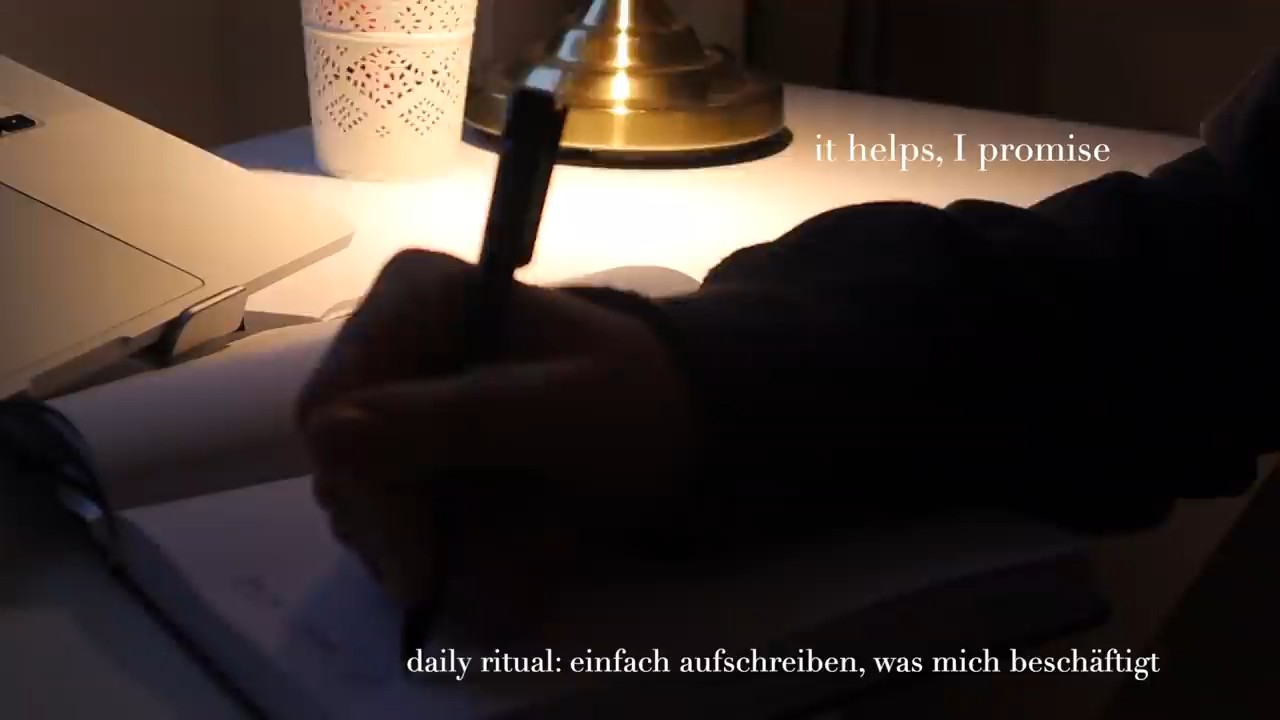 it helps, I promise
daily ritual: einfach aufschreiben, was mich beschäftigt